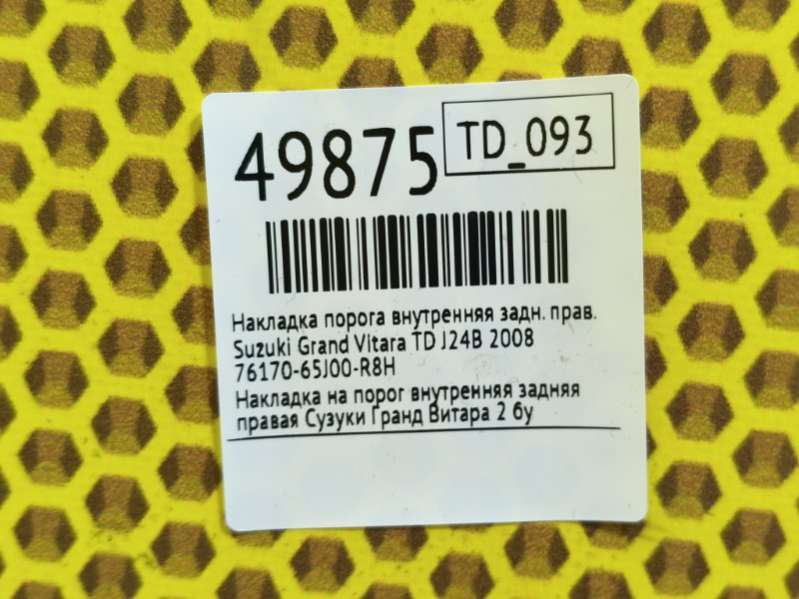 49875
TD_093
Накладка порога внутренняя задн. прав.
Suzuki Grand Vitara TD J24B 2008
76170-65J00-R8H
Накладка на порог внутренняя задняя
правая Сузуки Гранд Витара 2 бу